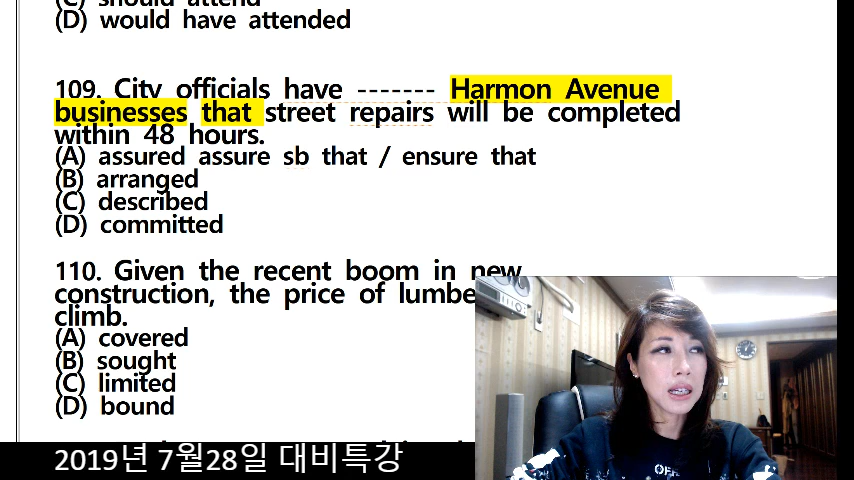 (C) should attend
(D) would have attended
109. City officials have ------- Harmon Avenue
businesses that street repairs will be completed
within 48 hours.
(A) assured assure sb that / ensure that
(B) arranged
(C) described
(D) committed
110. Given the recent boom in new
construction, the price of
climb.
(A) covered
(B) sought
(C) limited
(D) bound
2019년 7월28일 대비특강